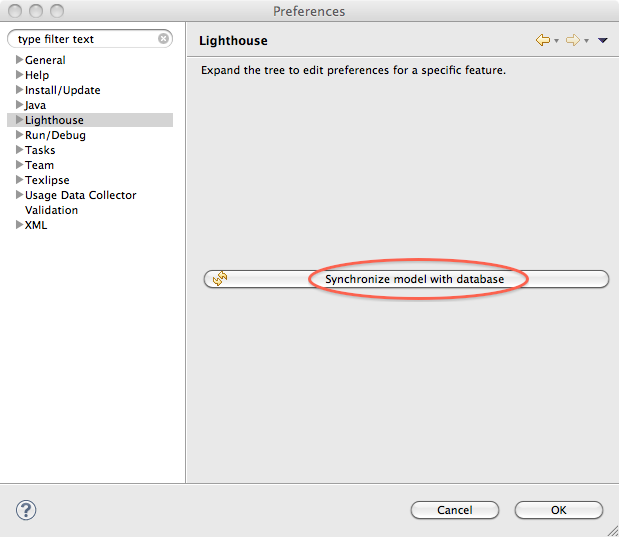 Preferences
type filter text
General
Help
Install/Update
Java
Lighthouse
Run/Debug
Tasks
Team
Texlipse
Usage Data Collector
Validation
XML
Lighthouse
Expand the tree to edit preferences for a specific feature.
Synchronize model with database
?
Cancel
OK